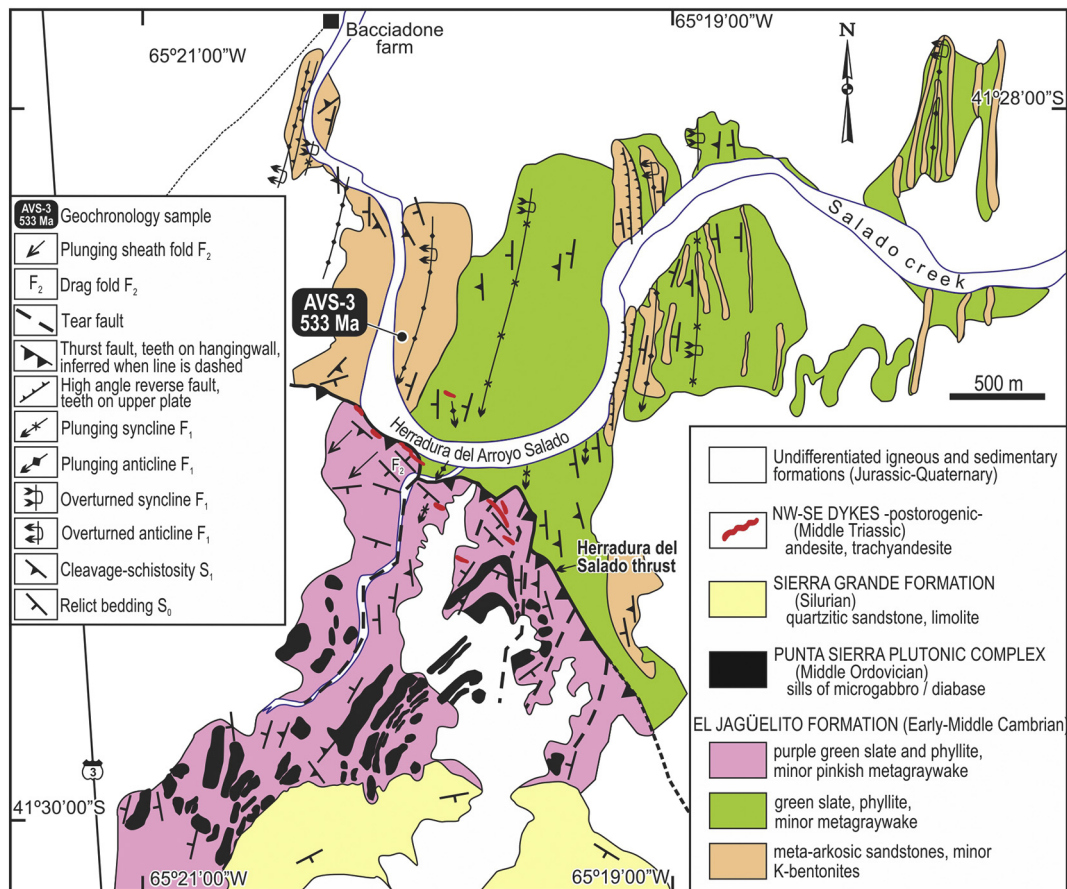 65º21'00"W
Bacciadone
farm
65º19'00"W
N
41º28'00"S
AVS-3
533 Ma
Geochronology sample
Plunging sheath fold F2
F2
Drag fold F2
Tear fault
Thurst fault, teeth on hangingwall,
inferred when line is dashed
High angle reverse fault,
teeth on upper plate
Plunging syncline F1
Plunging anticline F1
Overturned syncline F1
Overturned anticline F1
Cleavage-schistosity S1
Relict bedding S0
Salado creek
AVS-3
533 Ma
500 m
Herradura del Arroyo Salado
F2
Herradura del
Salado thrust
Undifferentiated igneous and sedimentary
formations (Jurassic-Quaternary)
NW-SE DYKES -postorogenic-
(Middle Triassic)
andesite, trachyandesite
SIERRA GRANDE FORMATION
(Silurian)
quartzitic sandstone, limolite
PUNTA SIERRA PLUTONIC COMPLEX
(Middle Ordovician)
sills of microgabbro / diabase
EL JAGÜELITO FORMATION (Early-Middle Cambrian)
purple green slate and phyllite,
minor pinkish metagraywake
green slate, phyllite,
minor metagraywake
meta-arkosic sandstones, minor
K-bentonites
3
41º30'00"S
65º21'00"W
65º19'00"W